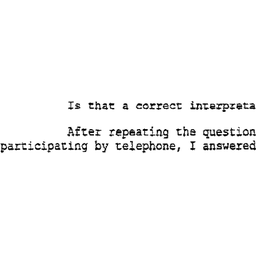 Is that a correct interpreta
After repeating the question
participating by telephone, I answered